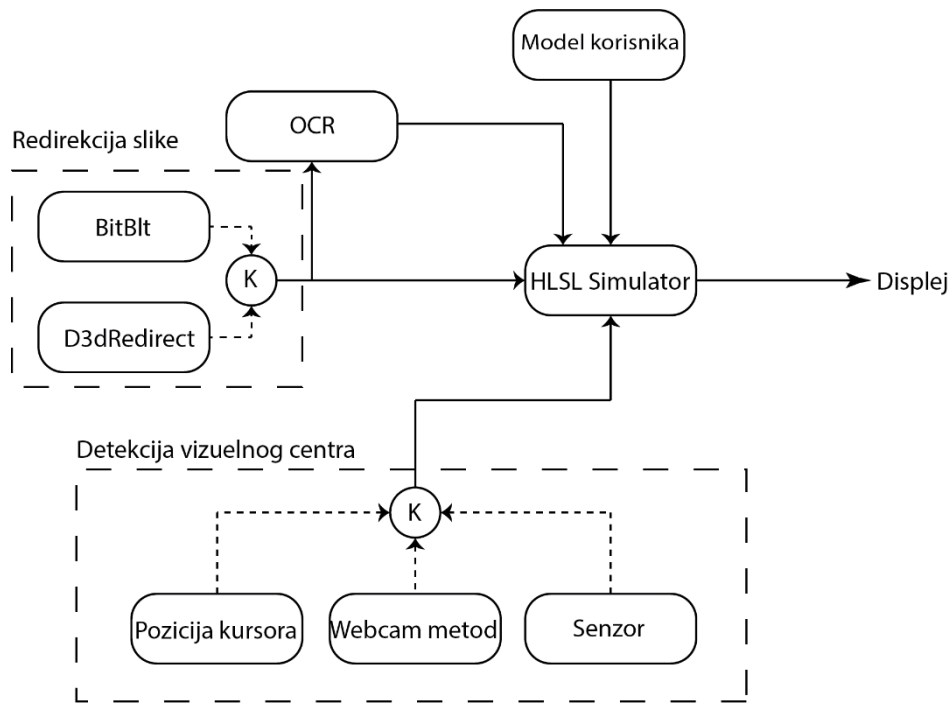 Model korisnika
OCR
Redirekcija slike
BitBlt
K
HLSL Simulator
Displej
D3dRedirect
Detekcija vizuelnog centra
K
Pozicija kursora
Webcam metod
Senzor